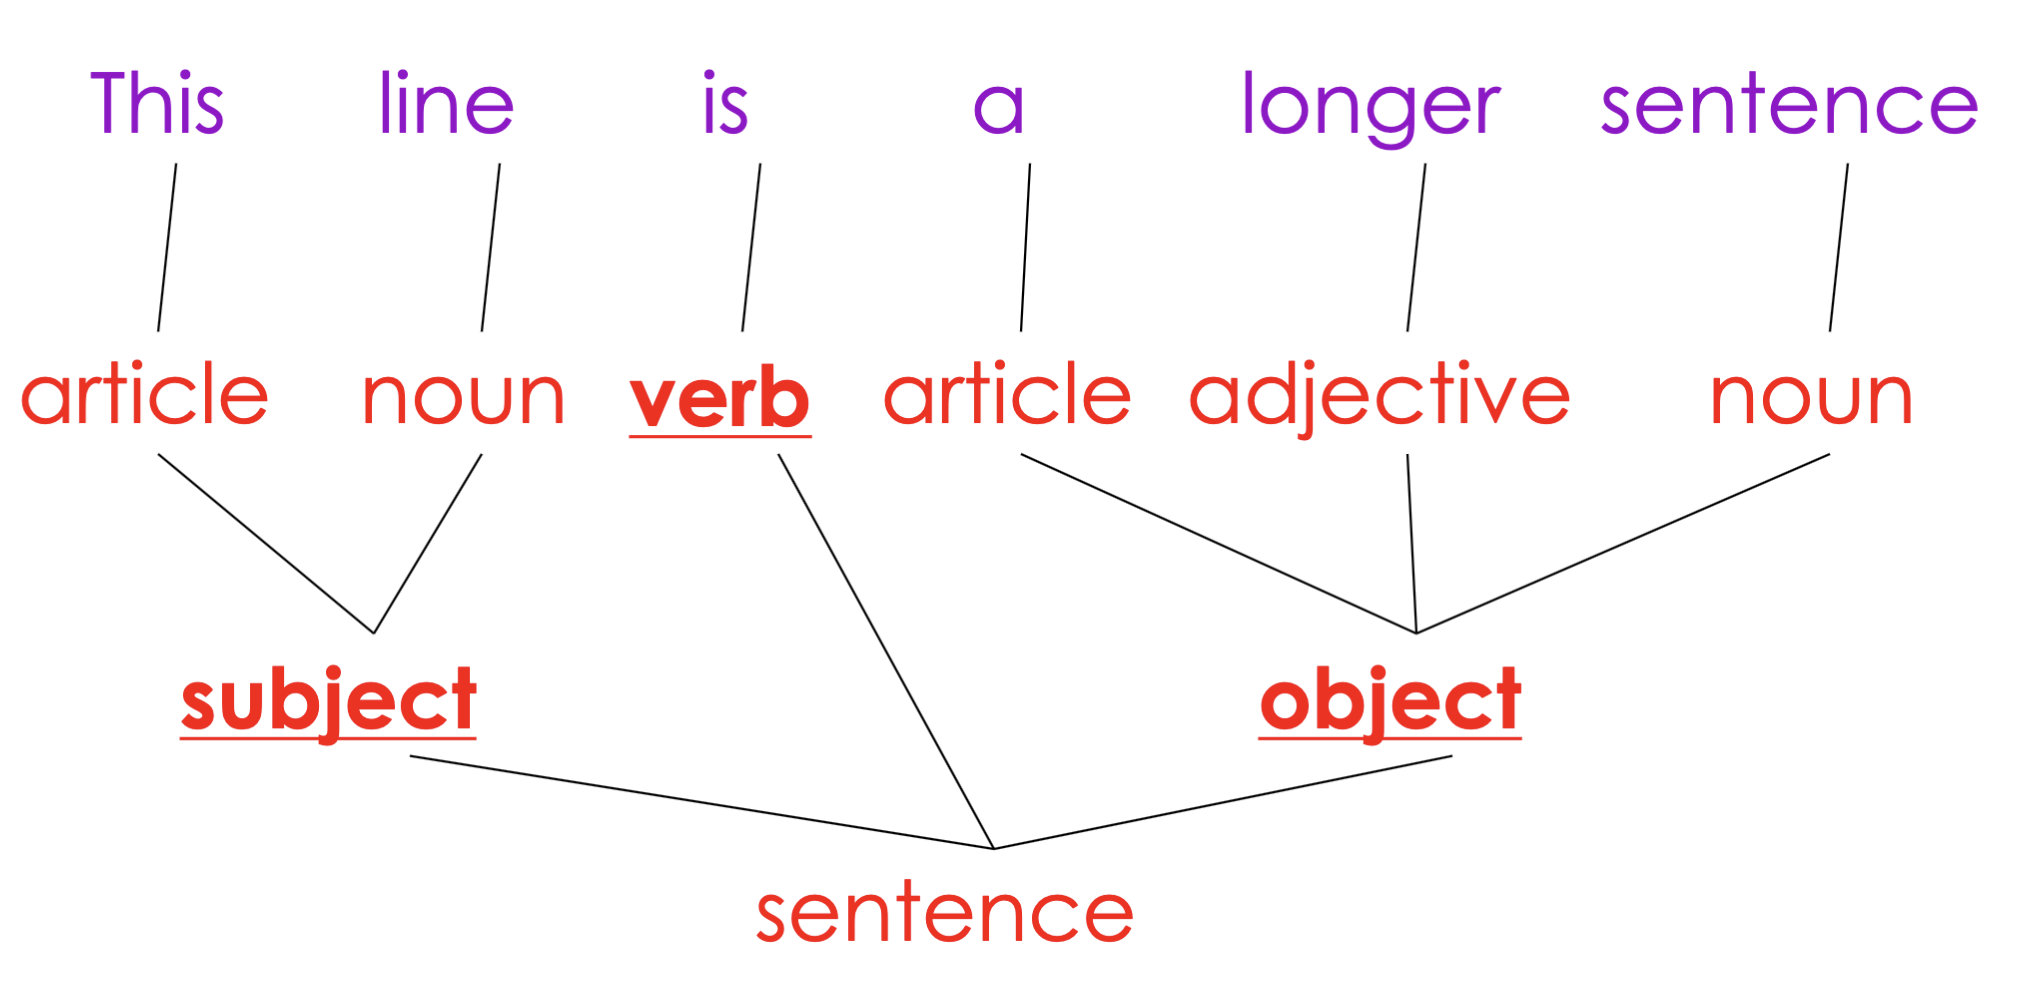 This line is a longer sentence
article noun verb article adjective noun
subject object
sentence